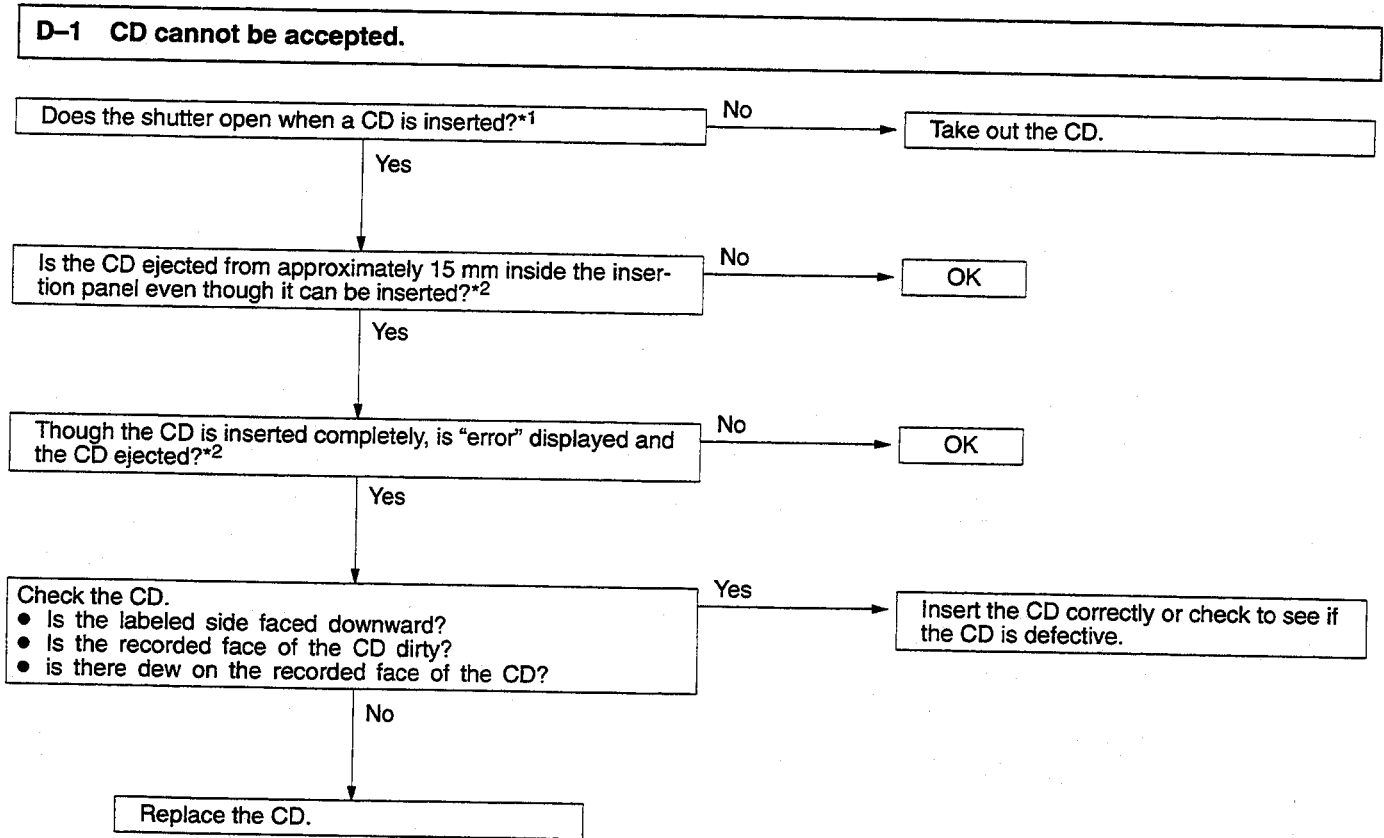 D–1 CD cannot be accepted.
Does the shutter open when a CD is inserted?*1
No
Take out the CD.
Yes
Is the CD ejected from approximately 15 mm inside the inser-
tion panel even though it can be inserted?*2
No
OK
Yes
Though the CD is inserted completely, is “error” displayed and
the CD ejected?*2
No
OK
Yes
Check the CD.
● Is the labeled side faced downward?
● Is the recorded face of the CD dirty?
● is there dew on the recorded face of the CD?
Yes
Insert the CD correctly or check to see if
the CD is defective.
No
Replace the CD.